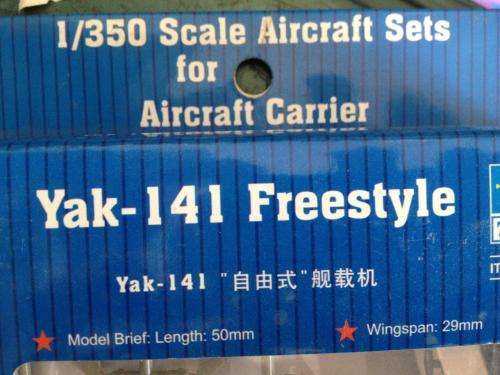 1/350 Scale Aircraft Sets
for
Aircraft Carrier
Yak-141 Freestyle
Yak-141 "自由式"舰载机
Model Brief: Length: 50mm
Wingspan: 29mm
IT